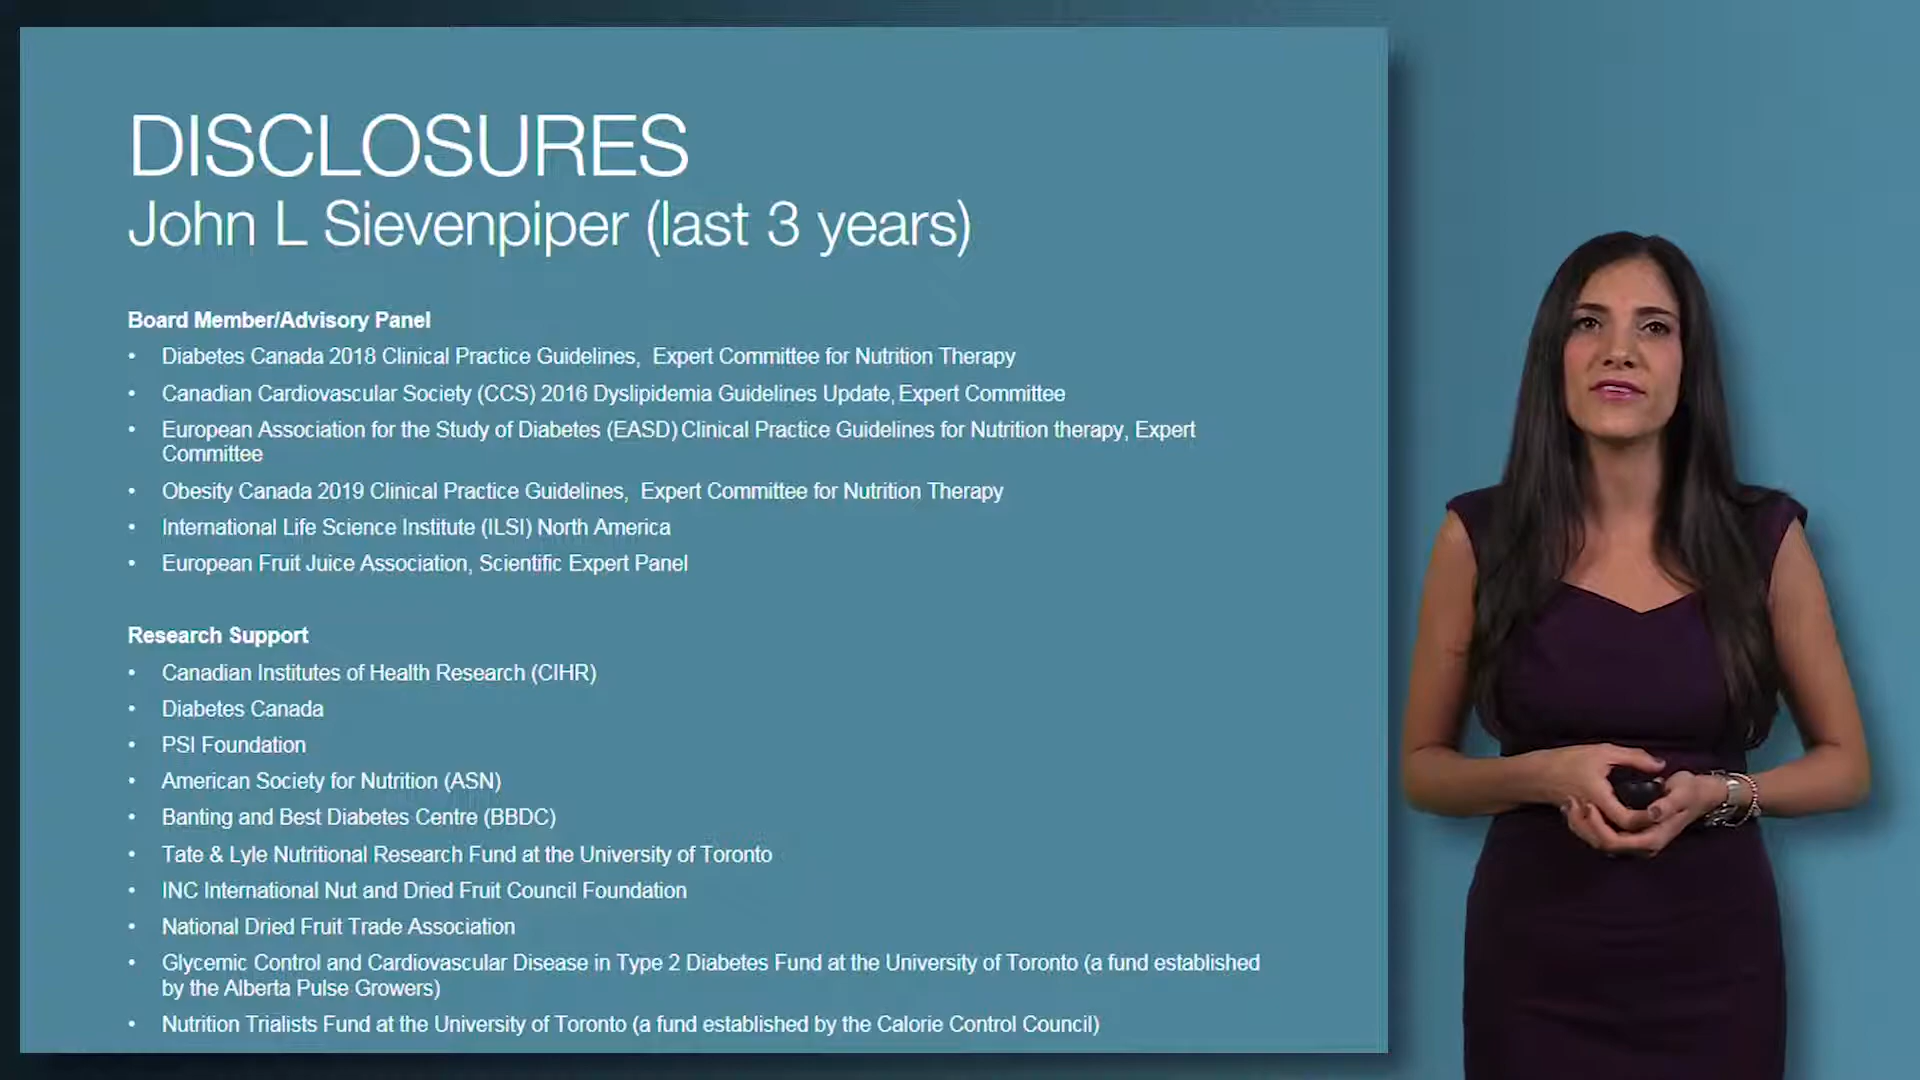 DISCLOSURES
John L Sievenpiper (last 3 years)
Board Member/Advisory Panel
• Diabetes Canada 2018 Clinical Practice Guidelines, Expert Committee for Nutrition Therapy
• Canadian Cardiovascular Society (CCS) 2016 Dyslipidemia Guidelines Update, Expert Committee
• European Association for the Study of Diabetes (EASD) Clinical Practice Guidelines for Nutrition therapy, Expert
Committee
• Obesity Canada 2019 Clinical Practice Guidelines, Expert Committee for Nutrition Therapy
• International Life Science Institute (ILSI) North America
• European Fruit Juice Association, Scientific Expert Panel
Research Support
• Canadian Institutes of Health Research (CIHR)
• Diabetes Canada
• PSI Foundation
• American Society for Nutrition (ASN)
• Banting and Best Diabetes Centre (BBDC)
• Tate & Lyle Nutritional Research Fund at the University of Toronto
• INC International Nut and Dried Fruit Council Foundation
• National Dried Fruit Trade Association
• Glycemic Control and Cardiovascular Disease in Type 2 Diabetes Fund at the University of Toronto (a fund established
by the Alberta Pulse Growers)
• Nutrition Trialists Fund at the University of Toronto (a fund established by the Calorie Control Council)